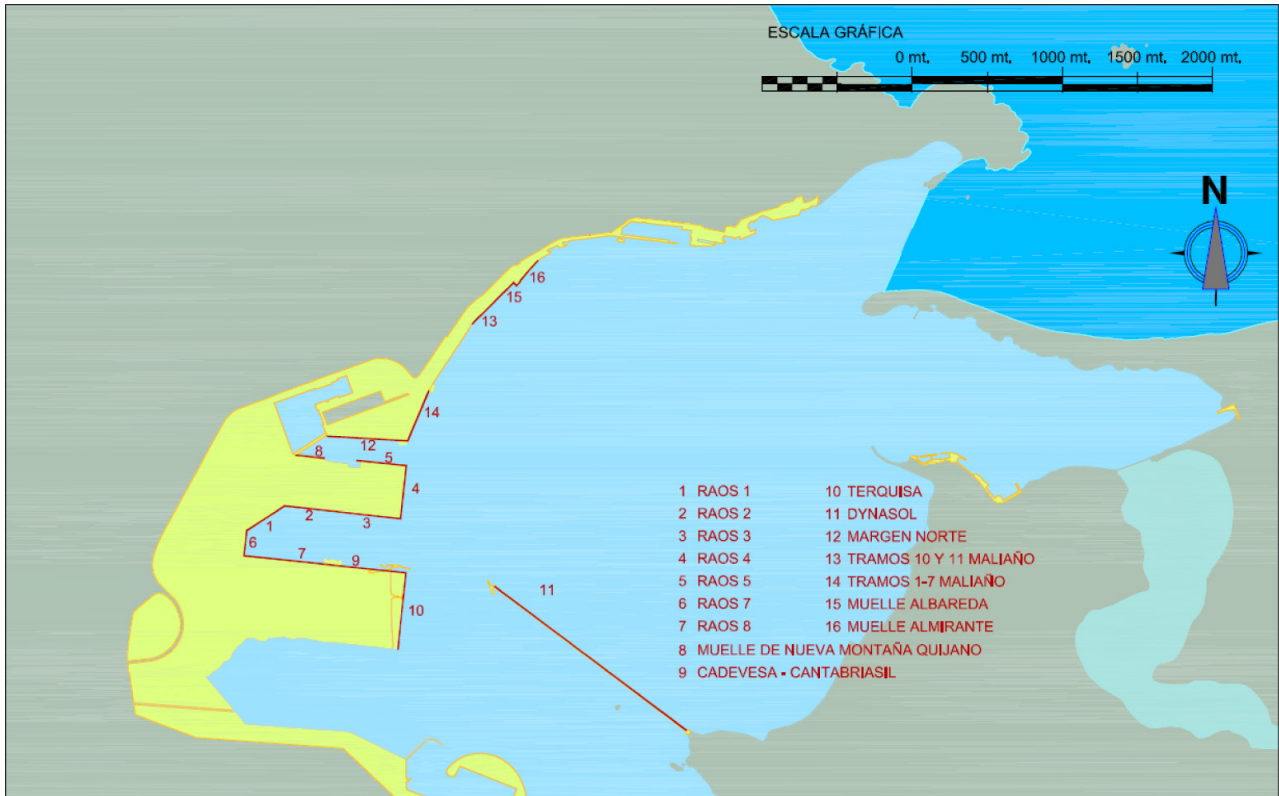 ESCALA GRÁFICA
0 mt. 500 mt. 1000 mt. 1500 mt. 2000 mt.
N
16
15
13
14
12
8
5
4
2
3
1
6
7
9
11
10
1 RAOS 1
2 RAOS 2
3 RAOS 3
4 RAOS 4
5 RAOS 5
6 RAOS 7
7 RAOS 8
8 MUELLE DE NUEVA MONTAÑA QUIJANO
9 CADEVESA - CANTABRIASIL
10 TERQUISA
11 DYNASOL
12 MARGEN NORTE
13 TRAMOS 10 Y 11 MALIAÑO
14 TRAMOS 1-7 MALIAÑO
15 MUELLE ALBAREDA
16 MUELLE ALMIRANTE